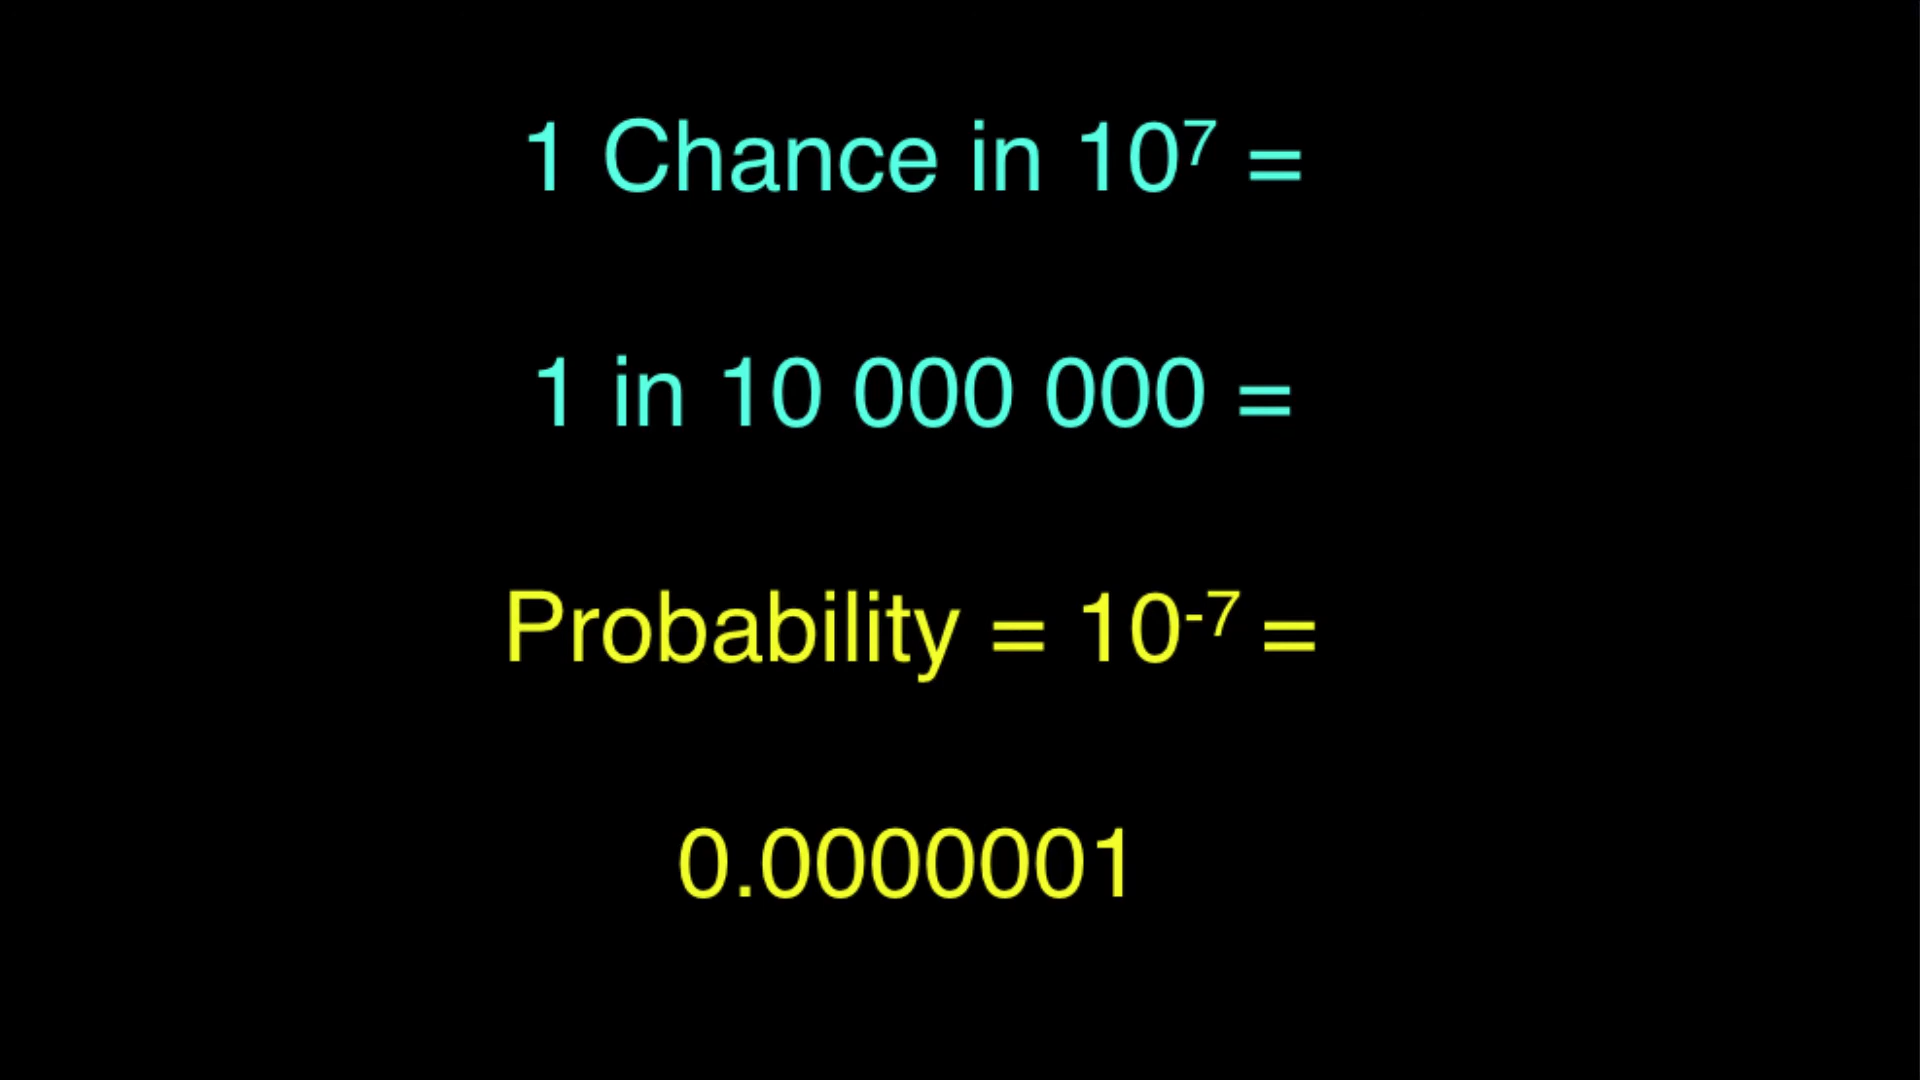 1 Chance in 10⁷ =
1 in 10 000 000 =
Probability = 10⁻⁷ =
0.0000001